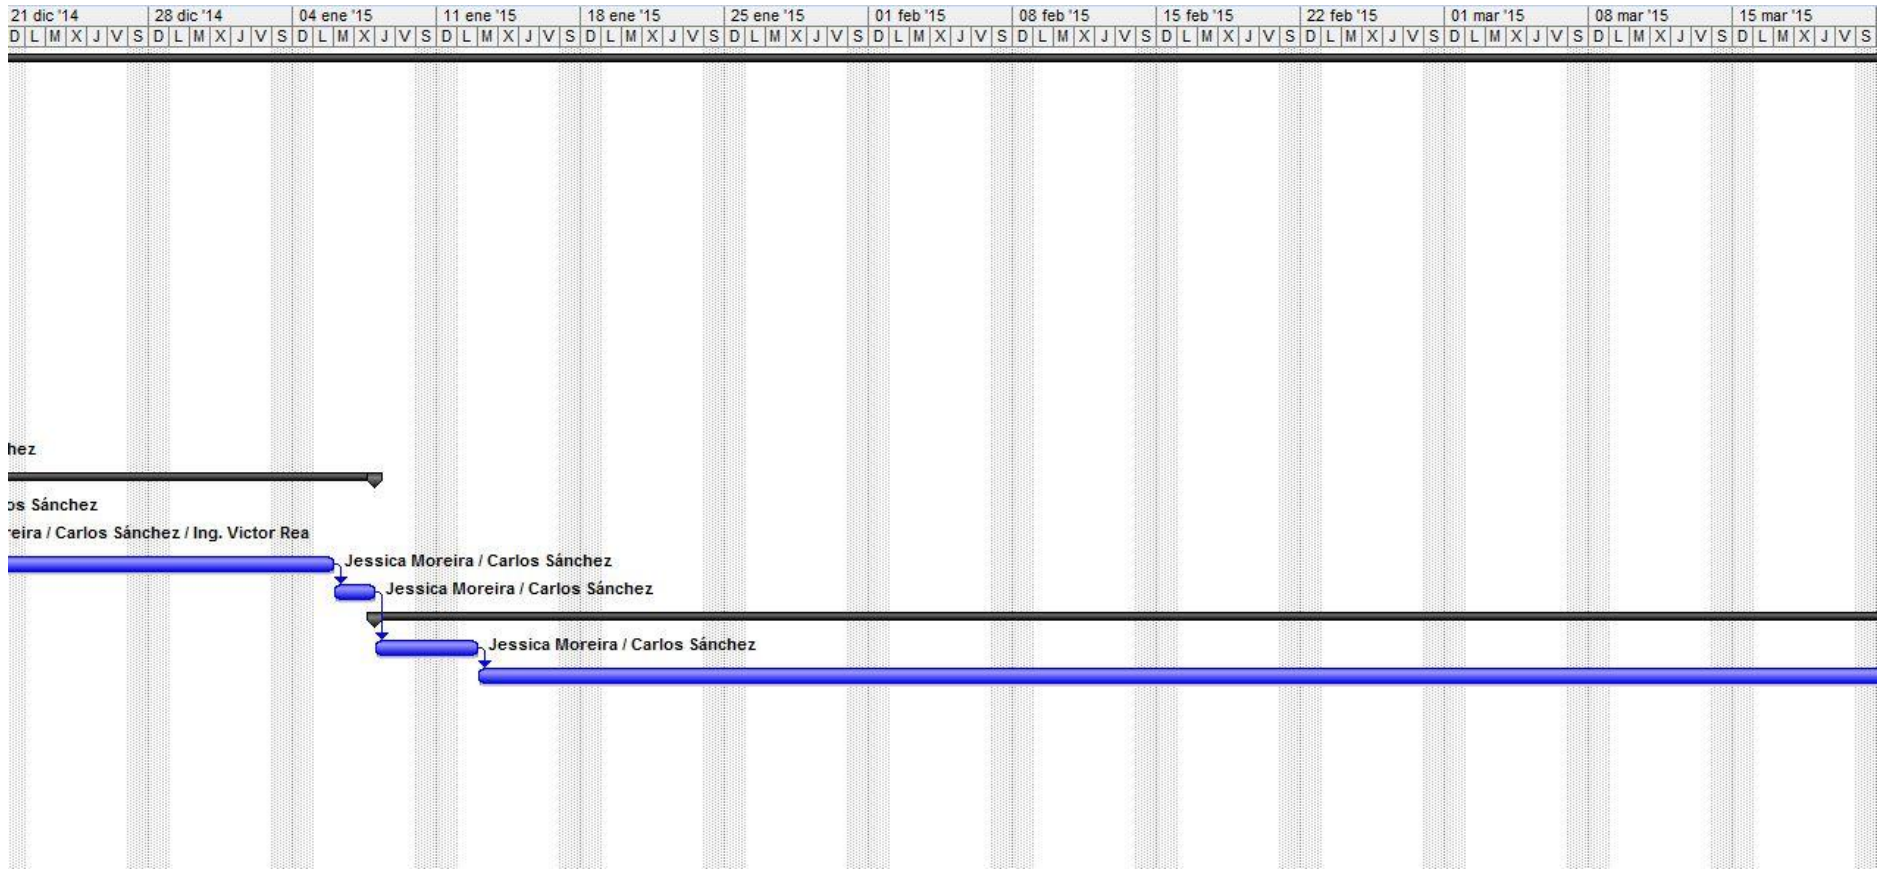 21 dic '14 28 dic '14 04 ene '15 11 ene '15 18 ene '15 25 ene '15 01 feb '15 08 feb '15 15 feb '15 22 feb '15 01 mar '15 08 mar '15 15 mar '15
D L M X J V S D L M X J V S D L M X J V S D L M X J V S D L M X J V S D L M X J V S D L M X J V S D L M X J V S D L M X J V S D L M X J V S D L M X J V S D L M X J V S D L M X J V S
hez
os Sánchez
reira / Carlos Sánchez / Ing. Victor Rea
Jessica Moreira / Carlos Sánchez
Jessica Moreira / Carlos Sánchez
Jessica Moreira / Carlos Sánchez